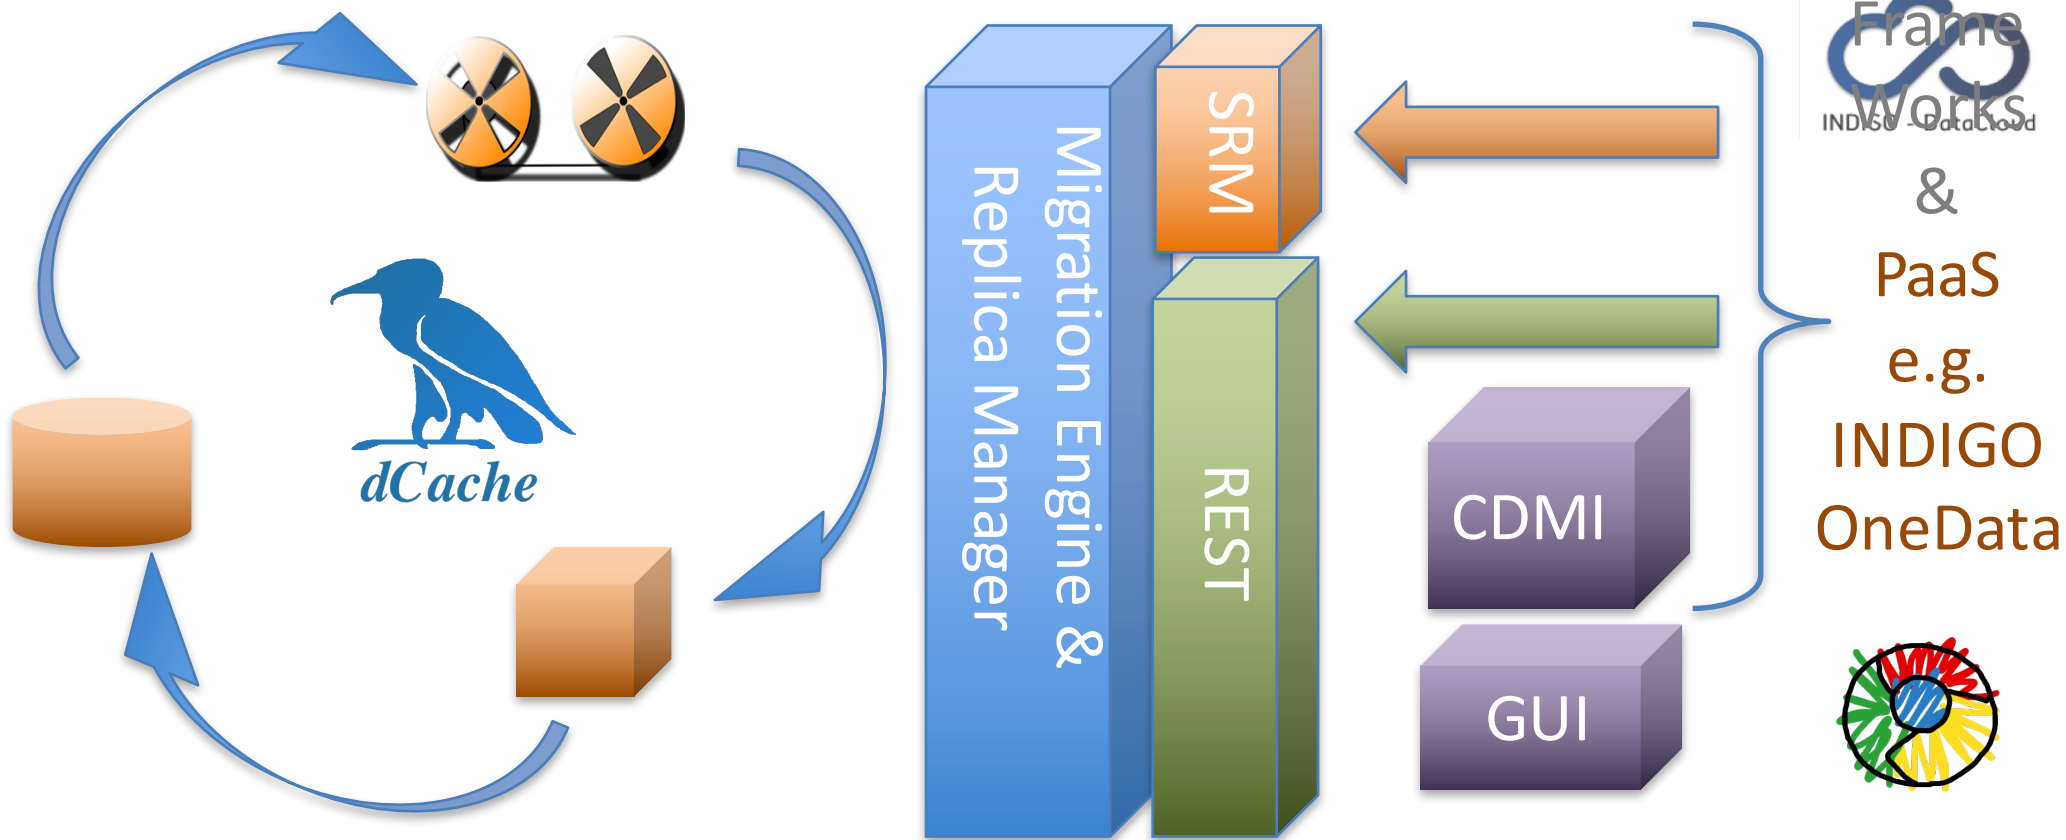 dCache
Migration Engine &
Replica Manager
SRM
REST
CDMI
GUI
Frame
Works
INDIGO - DataCloud
&
PaaS
e.g.
INDIGO
OneData